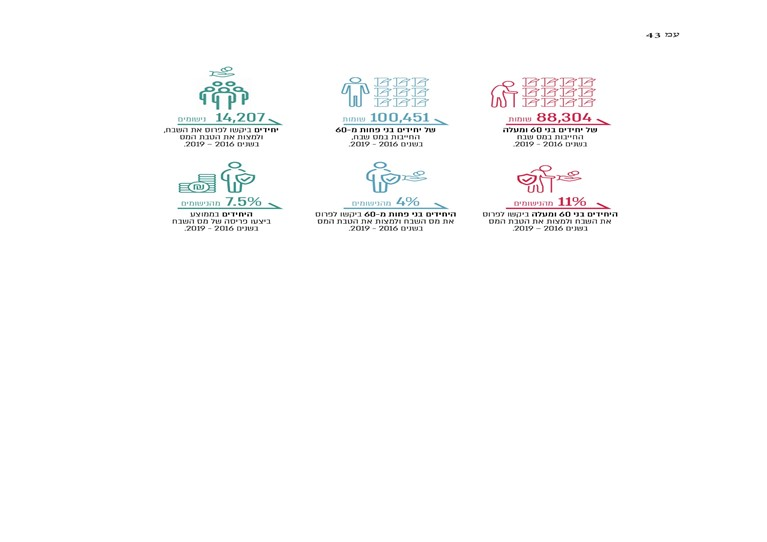 עמ 43
88,304 שומות
של יחידים בני 60 ומעלה
החייבות במס שבח
בשנים 2016 – 2019.
100,451 שומות
של יחידים בני פחות מ-60
החייבות במס שבח,
בשנים 2016 - 2019.
14,207 נישומים
יחידים ביקשו לפרוס את השבח,
ולמצות את הטבת המס
בשנים 2016 - 2019.
11% מהנישומים
היחידים בני 60 ומעלה ביקשו לפרוס
את השבח ולמצות את הטבת המס
בשנים 2016 – 2019.
4% מהנישומים
היחידים בני פחות מ-60 ביקשו לפרוס
את מס השבח ולמצות את הטבת המס
בשנים 2016 - 2019.
7.5% מהנישומים
היחידים בממוצע
ביצעו פריסה של מס השבח
בשנים 2016 - 2019.